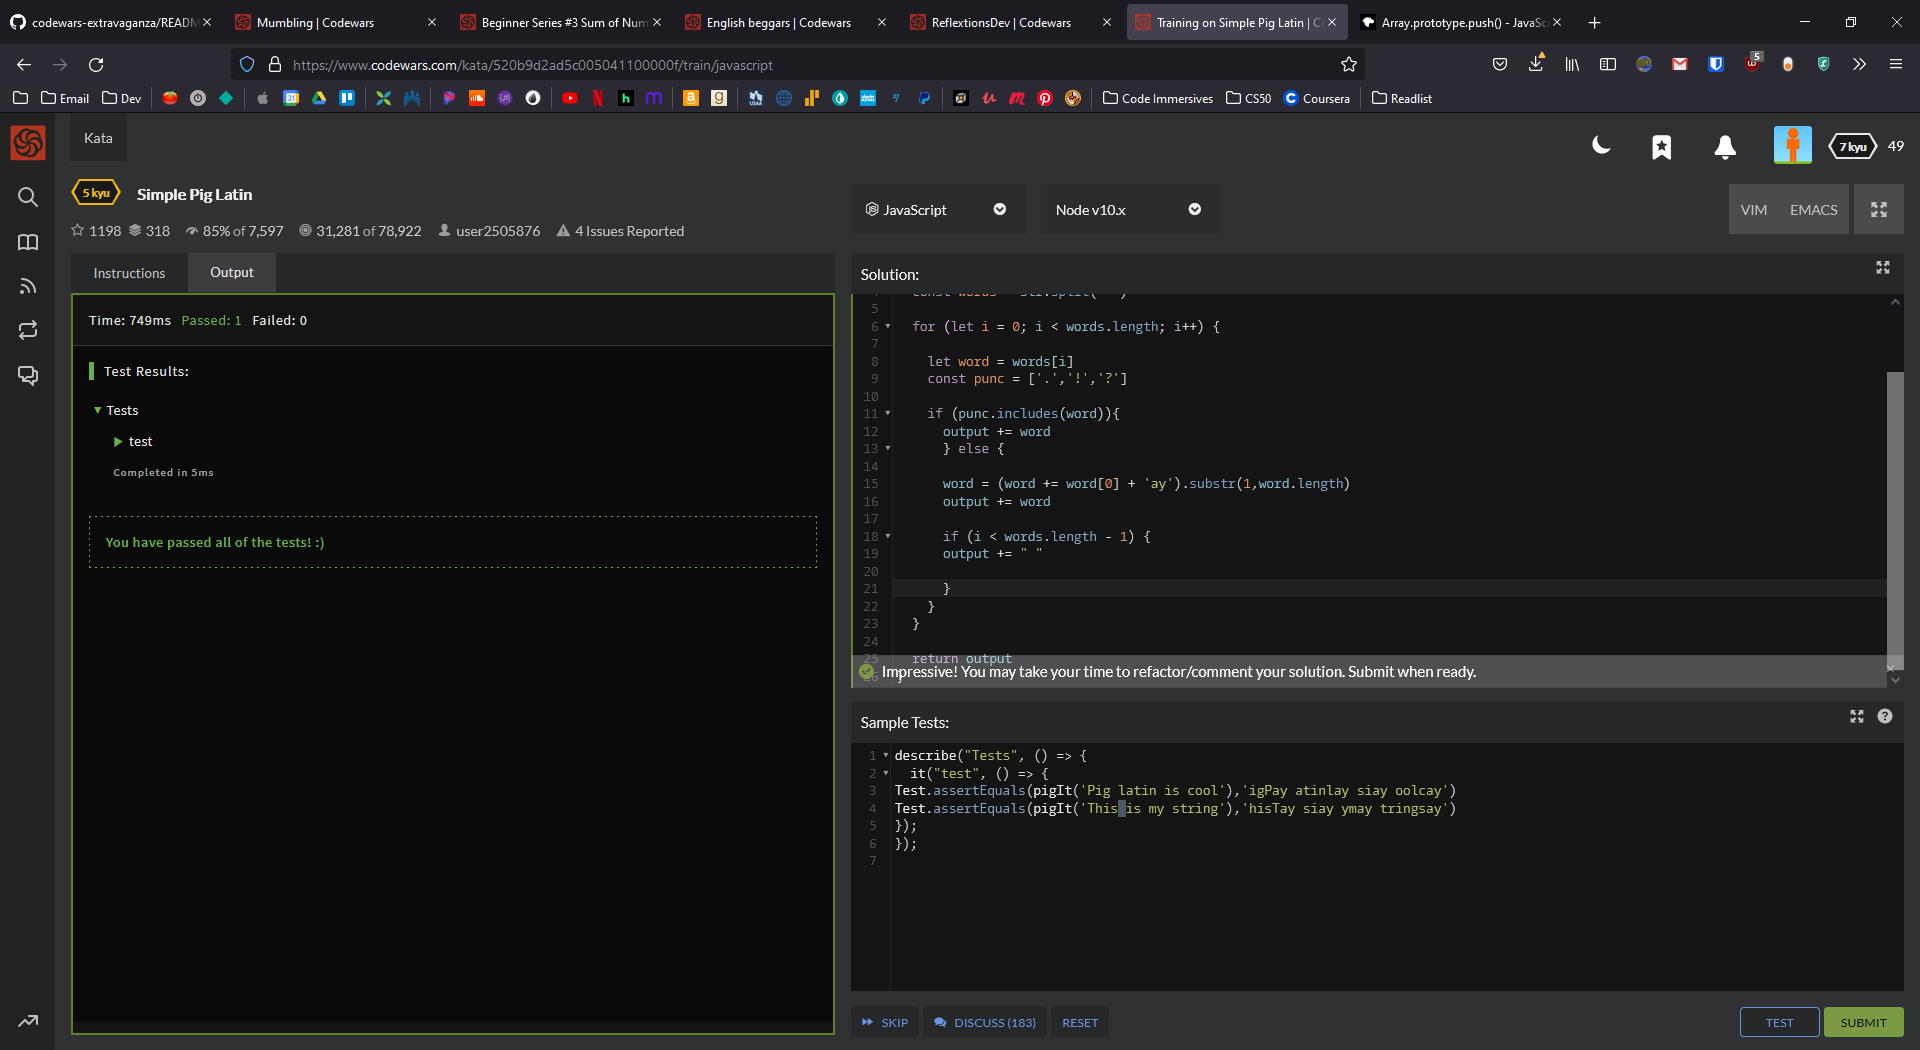 codewars-extravaganza/READM
Mumbling | Codewars
Beginner Series #3 Sum of Num
English beggars | Codewars
ReflextionsDev | Codewars
Training on Simple Pig Latin | C
Array.prototype.push() - JavaSc
https://www.codewars.com/kata/520b9d2ad5c005041100000f/train/javascript
5
Email
Dev
Code Immersives
CS50
Coursera
Readlist
Kata
7 kyu
49
5 kyu
Simple Pig Latin
1198
318
85% of 7,597
31,281 of 78,922
user2505876
4 Issues Reported
JavaScript
Node v10.x
VIM
EMACS
Instructions
Output
Time: 749ms Passed: 1 Failed: 0
Test Results:
Tests
test
Completed in 5ms
You have passed all of the tests! :)
Solution:
5
6 for (let i = 0; i < words.length; i++) {
7
8 let word = words[i]
9 const punc = ['.','!','?']
10
11 if (punc.includes(word)){
12 output += word
13 } else {
14
15 word = (word += word[0] + 'ay').substr(1,word.length)
16 output += word
17
18 if (i < words.length - 1) {
19 output += " "
20
21 }
22 }
23 }
24
25 return output
26
Impressive! You may take your time to refactor/comment your solution. Submit when ready.
Sample Tests:
1 describe("Tests", () => {
2 it("test", () => {
3 Test.assertEquals(pigIt('Pig latin is cool'),'igPay atinlay siay oolcay')
4 Test.assertEquals(pigIt('This is my string'),'hisTay siay ymay tringsay')
5 });
6 });
7
SKIP
DISCUSS (183)
RESET
TEST
SUBMIT